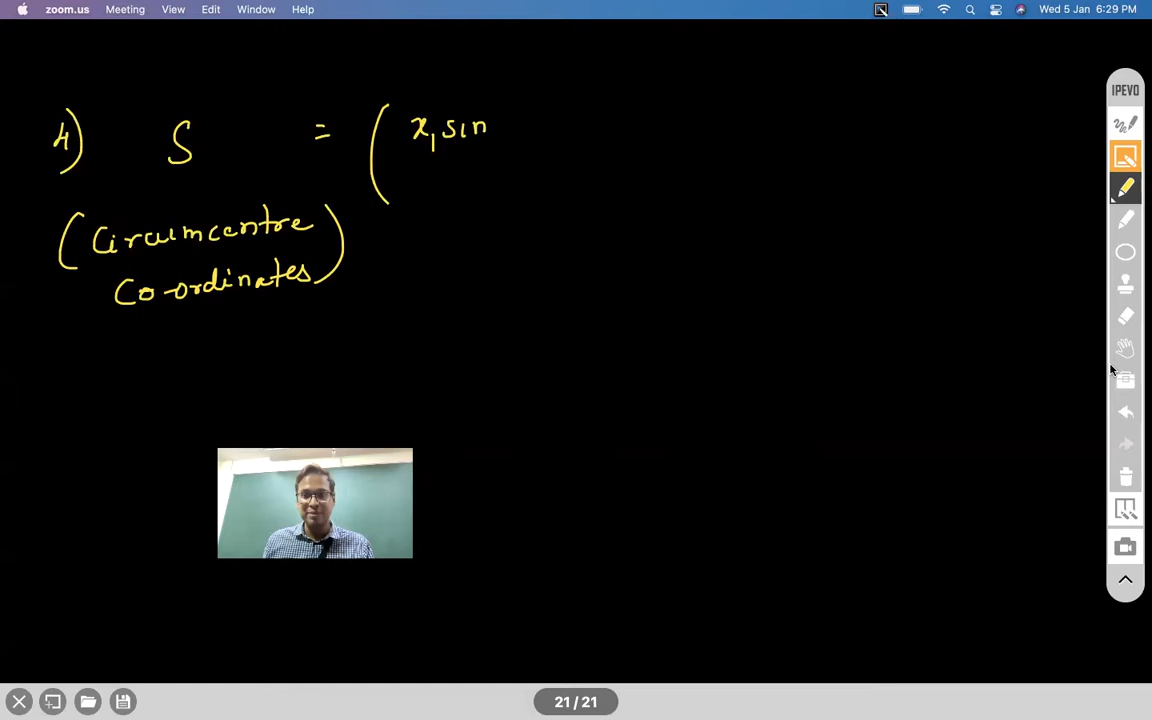 zoom.us Meeting View Edit Window Help Wed 5 Jan 6:29 PM
IPEVO
4) S = ( x₁ sin
(Circumcentre
Co-ordinates)
21 / 21